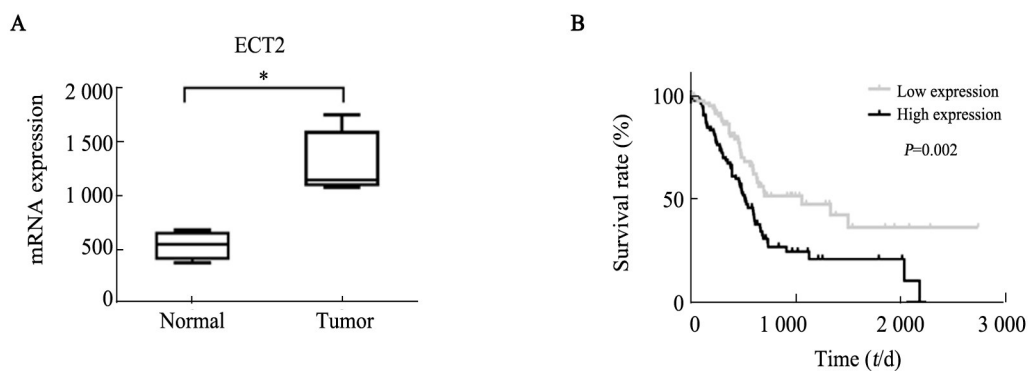 A
ECT2
*
mRNA expression
2 000
1 500
1 000
500
0
Normal
Tumor
B
Low expression
High expression
P=0.002
Survival rate (%)
100
50
0
0
1 000
2 000
3 000
Time (t/d)